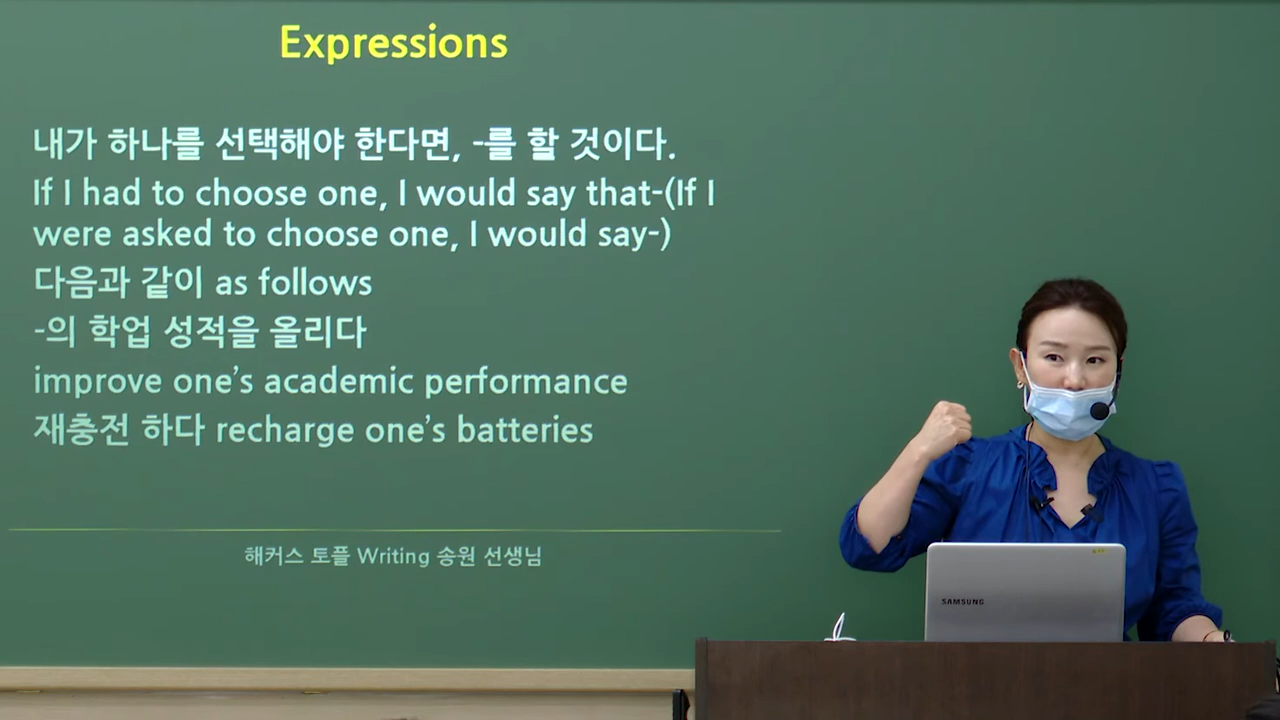 Expressions
내가 하나를 선택해야 한다면, -를 할 것이다.
If I had to choose one, I would say that-(If I
were asked to choose one, I would say-)
다음과 같이 as follows
-의 학업 성적을 올리다
improve one's academic performance
재충전 하다 recharge one's batteries
해커스 토플 Writing 송원 선생님
SAMSUNG